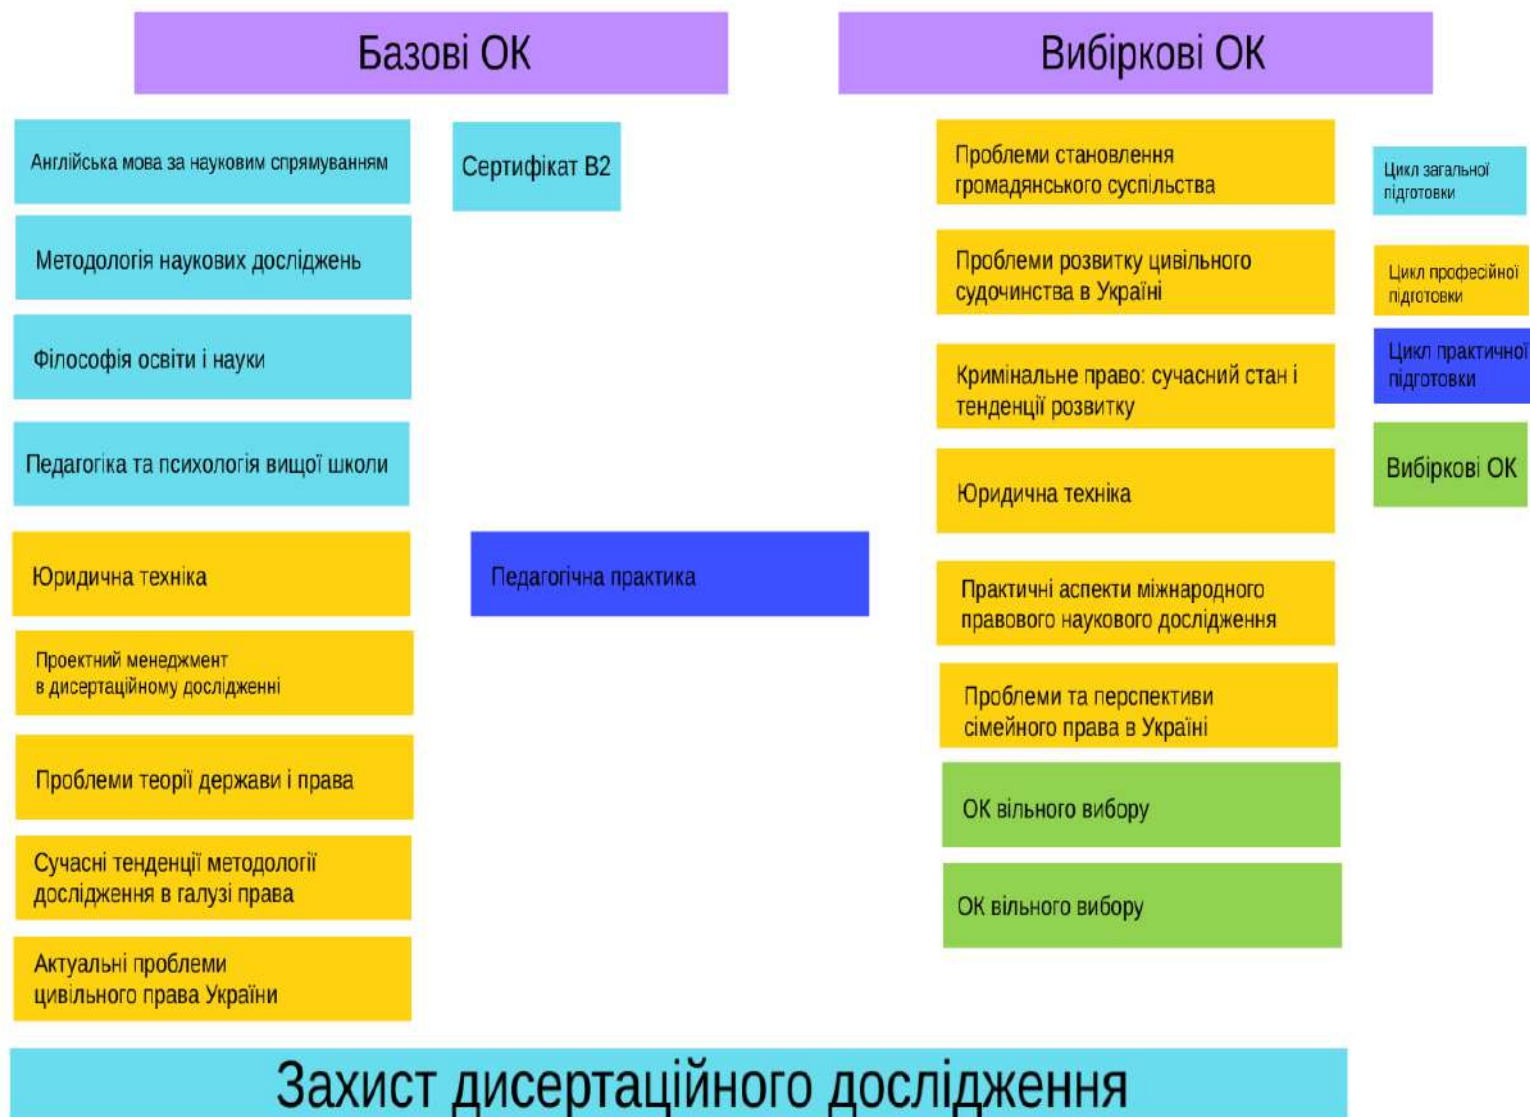 Базові ОК
Вибіркові ОК
Англійська мова за науковим спрямуванням
Сертифікат В2
Методологія наукових досліджень
Філософія освіти і науки
Педагогіка та психологія вищої школи
Юридична техніка
Педагогічна практика
Проектний менеджмент
в дисертаційному дослідженні
Проблеми теорії держави і права
Сучасні тенденції методології
дослідження в галузі права
Актуальні проблеми
цивільного права України
Проблеми становлення
громадянського суспільства
Проблеми розвитку цивільного
судочинства в Україні
Кримінальне право: сучасний стан і
тенденції розвитку
Юридична техніка
Практичні аспекти міжнародного
правового наукового дослідження
Проблеми та перспективи
сімейного права в Україні
ОК вільного вибору
ОК вільного вибору
Цикл загальної
підготовки
Цикл професійної
підготовки
Цикл практичної
підготовки
Вибіркові ОК
Захист дисертаційного дослідження